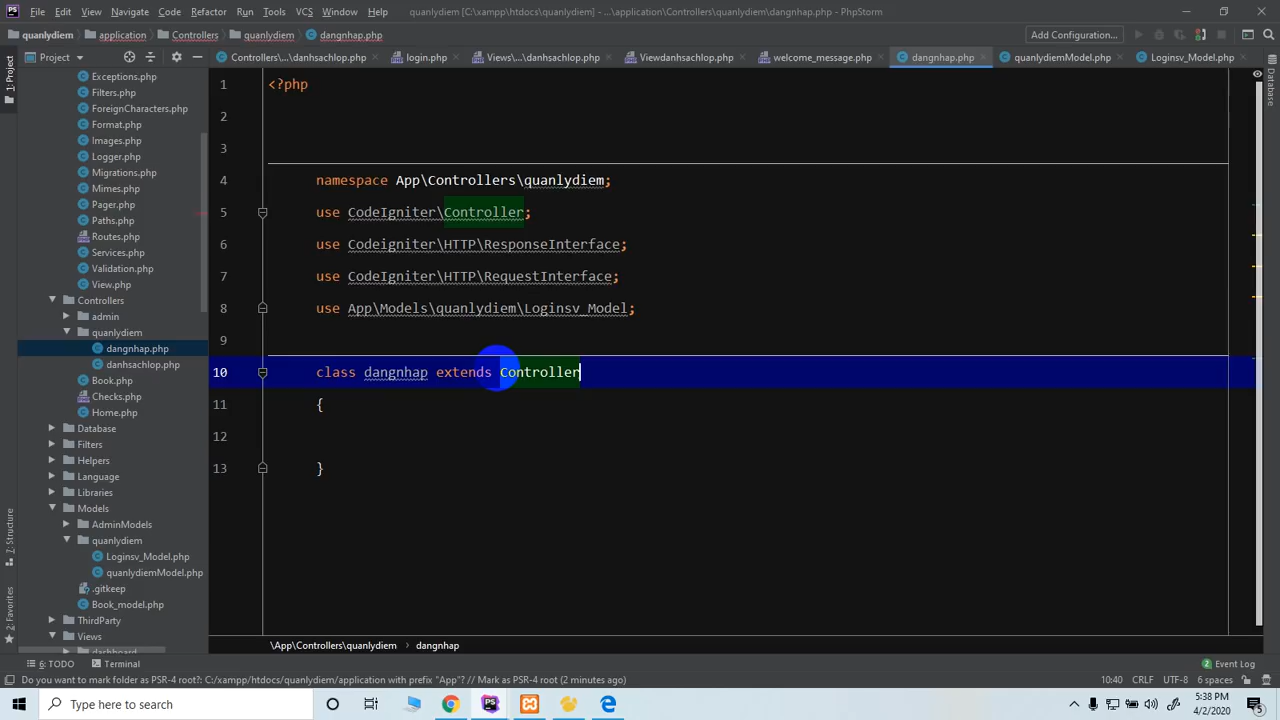 File Edit View Navigate Code Refactor Run Tools VCS Window Help quanlydiem [C:\xampp\htdocs\quanlydiem] - ...\application\Controllers\quanlydiem\dangnhap.php - PhpStorm
quanlydiem application Controllers quanlydiem dangnhap.php Add Configuration...
Project Controllers\...\danhsachlop.php login.php Views\...\danhsachlop.php Viewdanhsachlop.php welcome_message.php dangnhap.php quanlydiemModel.php Loginsv_Model.php
1: Project
Database
Exceptions.php
Filters.php
ForeignCharacters.php
Format.php
Images.php
Logger.php
Migrations.php
Mimes.php
Pager.php
Paths.php
Routes.php
Services.php
Validation.php
View.php
Controllers
admin
quanlydiem
dangnhap.php
danhsachlop.php
Book.php
Checks.php
Home.php
Database
Filters
Helpers
Language
Libraries
Models
AdminModels
quanlydiem
Loginsv_Model.php
quanlydiemModel.php
.gitkeep
Book_model.php
ThirdParty
Views
dashboard
7: Structure
2: Favorites
1 <?php
2
3
4 namespace App\Controllers\quanlydiem;
5 use CodeIgniter\Controller;
6 use Codeigniter\HTTP\ResponseInterface;
7 use CodeIgniter\HTTP\RequestInterface;
8 use App\Models\quanlydiem\Loginsv_Model;
9
10 class dangnhap extends Controller
11 {
12
13 }
\App\Controllers\quanlydiem dangnhap
6: TODO Terminal 2 Event Log
Do you want to mark folder as PSR-4 root?: C:/xampp/htdocs/quanlydiem/application with prefix "App"? // Mark as PSR-4 root (2 minutes ago) 10:40 CRLF UTF-8 6 spaces
Type here to search
5:38 PM
4/2/2020
5